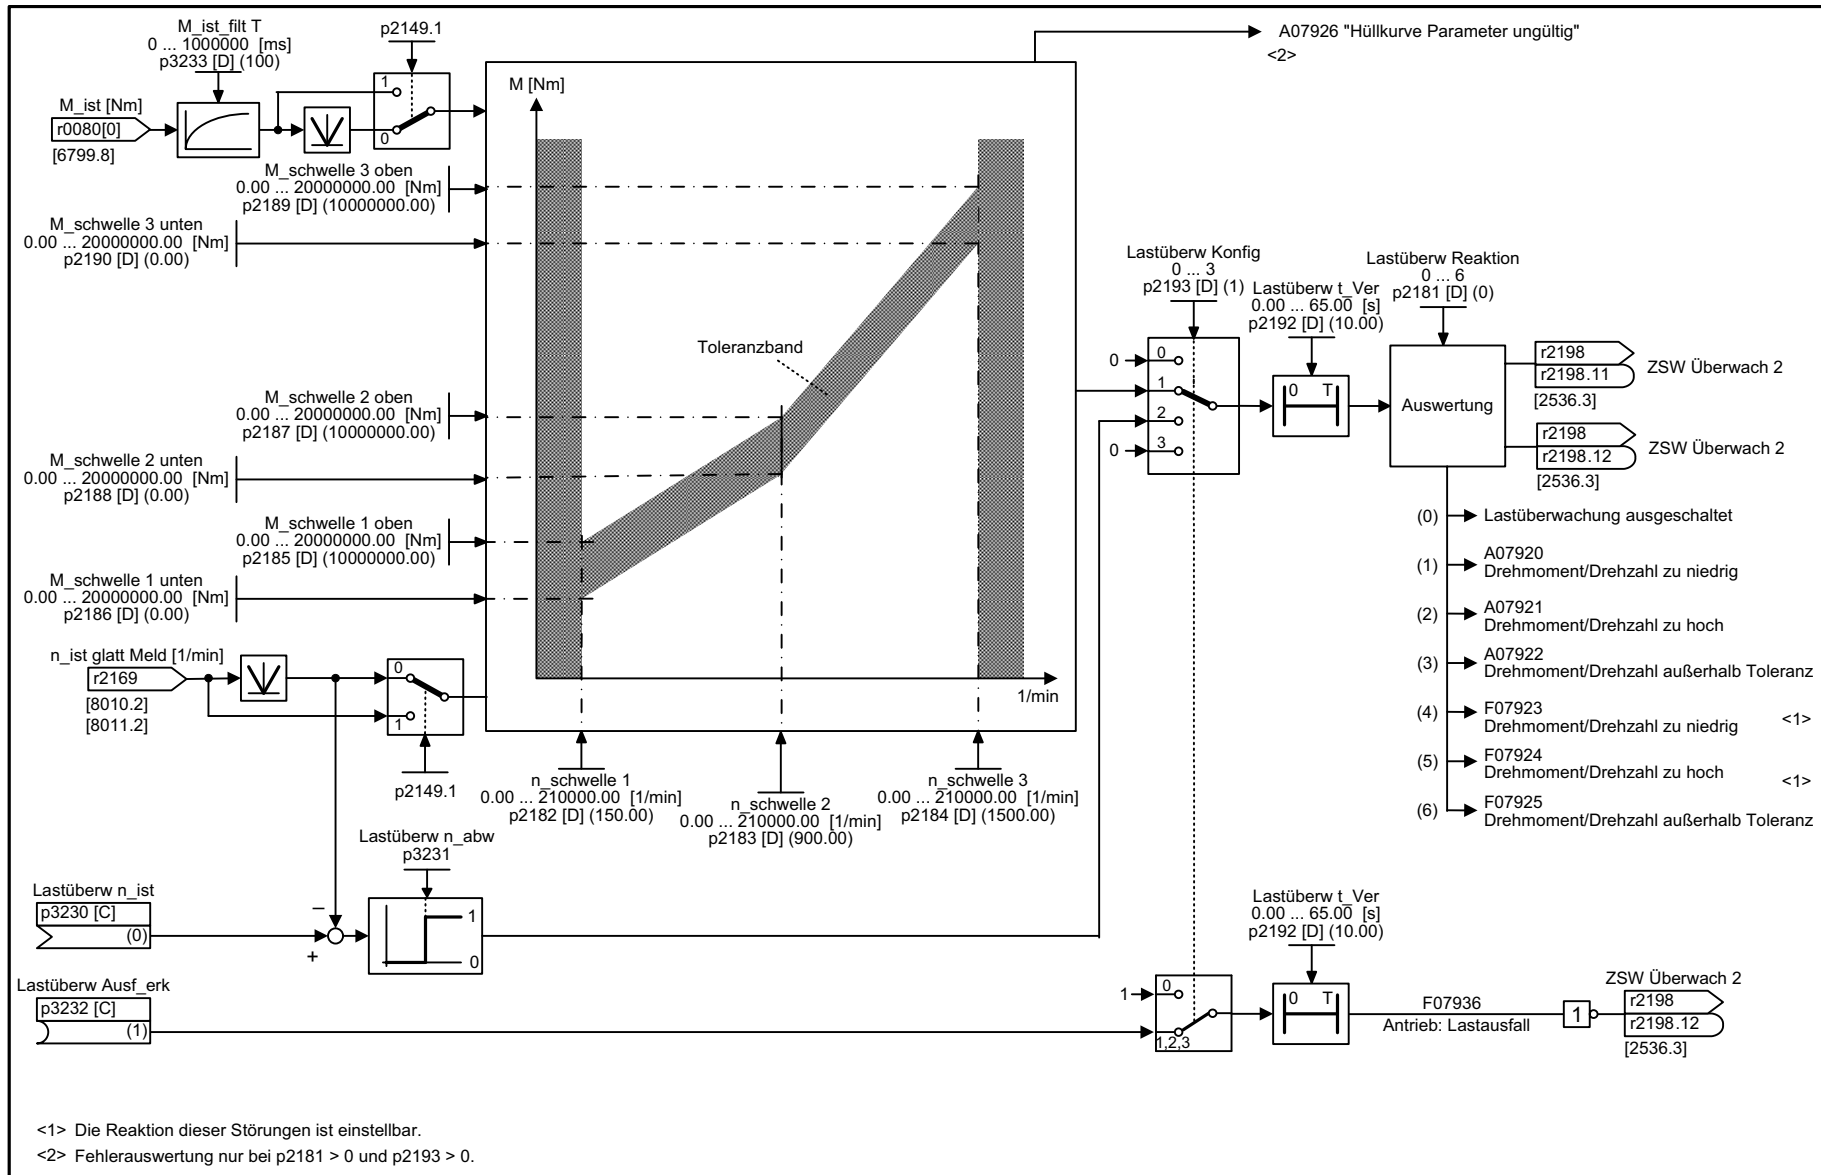 M_ist_filt T
0 ... 1000000 [ms]
p3233 [D] (100)
p2149.1
1
0
M_ist [Nm]
r0080[0]
[6799.8]
M [Nm]
A07926 "Hüllkurve Parameter ungültig"
<2>
M_schwelle 3 oben
0.00 ... 20000000.00 [Nm]
p2189 [D] (10000000.00)
M_schwelle 3 unten
0.00 ... 20000000.00 [Nm]
p2190 [D] (0.00)
Toleranzband
M_schwelle 2 oben
0.00 ... 20000000.00 [Nm]
p2187 [D] (10000000.00)
M_schwelle 2 unten
0.00 ... 20000000.00 [Nm]
p2188 [D] (0.00)
M_schwelle 1 oben
0.00 ... 20000000.00 [Nm]
p2185 [D] (10000000.00)
M_schwelle 1 unten
0.00 ... 20000000.00 [Nm]
p2186 [D] (0.00)
n_ist glatt Meld [1/min]
r2169
[8010.2]
[8011.2]
0
1
p2149.1
1/min
n_schwelle 1
0.00 ... 210000.00 [1/min]
p2182 [D] (150.00)
n_schwelle 2
0.00 ... 210000.00 [1/min]
p2183 [D] (900.00)
n_schwelle 3
0.00 ... 210000.00 [1/min]
p2184 [D] (1500.00)
Lastüberw Konfig
0 ... 3
p2193 [D] (1)
0
0
1
2
0
3
Lastüberw t_Ver
0.00 ... 65.00 [s]
p2192 [D] (10.00)
0 T
Lastüberw Reaktion
0 ... 6
p2181 [D] (0)
Auswertung
r2198
r2198.11
[2536.3]
ZSW Überwach 2
r2198
r2198.12
[2536.3]
ZSW Überwach 2
(0) Lastüberwachung ausgeschaltet
(1) A07920
Drehmoment/Drehzahl zu niedrig
(2) A07921
Drehmoment/Drehzahl zu hoch
(3) A07922
Drehmoment/Drehzahl außerhalb Toleranz
(4) F07923
Drehmoment/Drehzahl zu niedrig <1>
(5) F07924
Drehmoment/Drehzahl zu hoch <1>
(6) F07925
Drehmoment/Drehzahl außerhalb Toleranz
Lastüberw n_abw
p3231
1
0
Lastüberw n_ist
p3230 [C]
(0)
–
+
Lastüberw Ausf_erk
p3232 [C]
(1)
1
0
1,2,3
Lastüberw t_Ver
0.00 ... 65.00 [s]
p2192 [D] (10.00)
0 T
F07936
Antrieb: Lastausfall
1
ZSW Überwach 2
r2198
r2198.12
[2536.3]
<1> Die Reaktion dieser Störungen ist einstellbar.
<2> Fehlerauswertung nur bei p2181 > 0 und p2193 > 0.